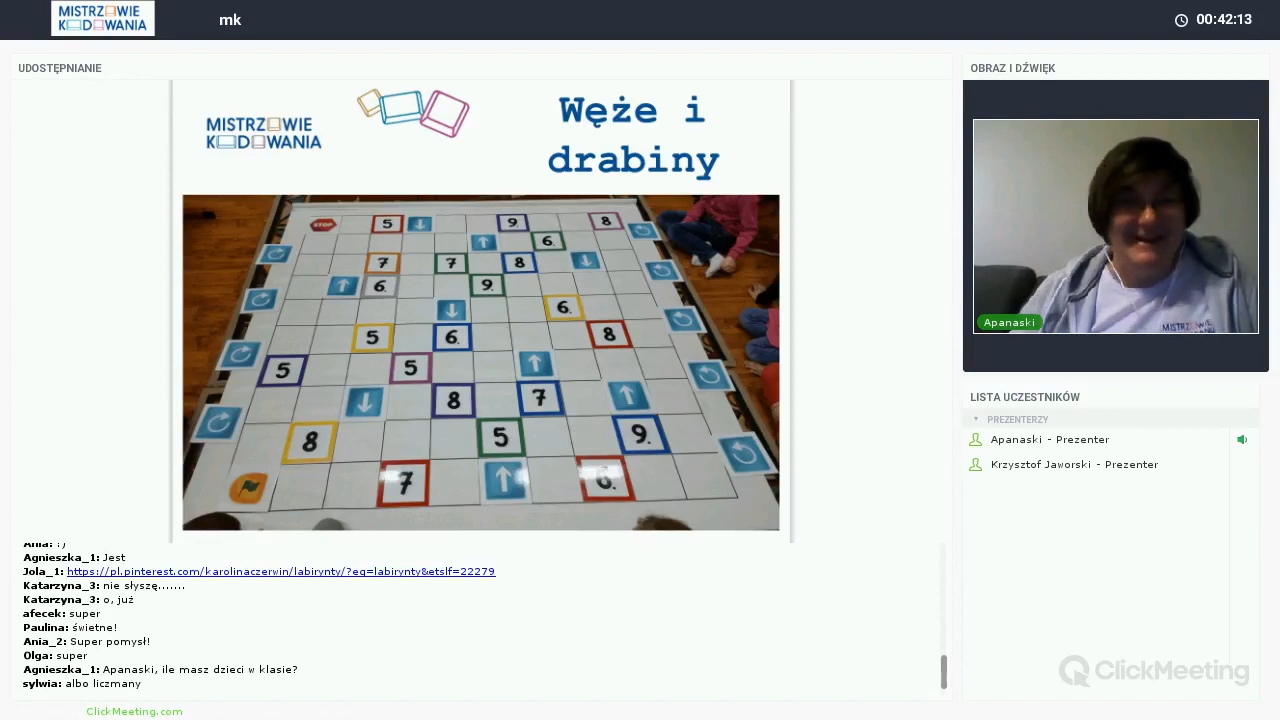 MISTRZOWIE
KODOWANIA
mk
00:42:13
UDOSTĘPNIANIE
OBRAZ I DŹWIĘK
MISTRZOWIE
KODOWANIA
Węże i
drabiny
STOP
5
9
8
6.
7
7
8
6.
9
6.
5
6.
8
5
5
8
7
8
5
9.
7
6.
MISTRZOWIE
Apanaski
LISTA UCZESTNIKÓW
PREZENTERZY
Apanaski - Prezenter
Krzysztof Jaworski - Prezenter
Ania: :)
Agnieszka_1: Jest
Jola_1: https://pl.pinterest.com/karolinaczerwin/labirynty/?eq=labirynty&etslf=22279
Katarzyna_3: nie słyszę.......
Katarzyna_3: o, już
afecek: super
Paulina: świetne!
Ania_2: Super pomysł!
Olga: super
Agnieszka_1: Apanaski, ile masz dzieci w klasie?
sylwia: albo liczmany
ClickMeeting
ClickMeeting.com